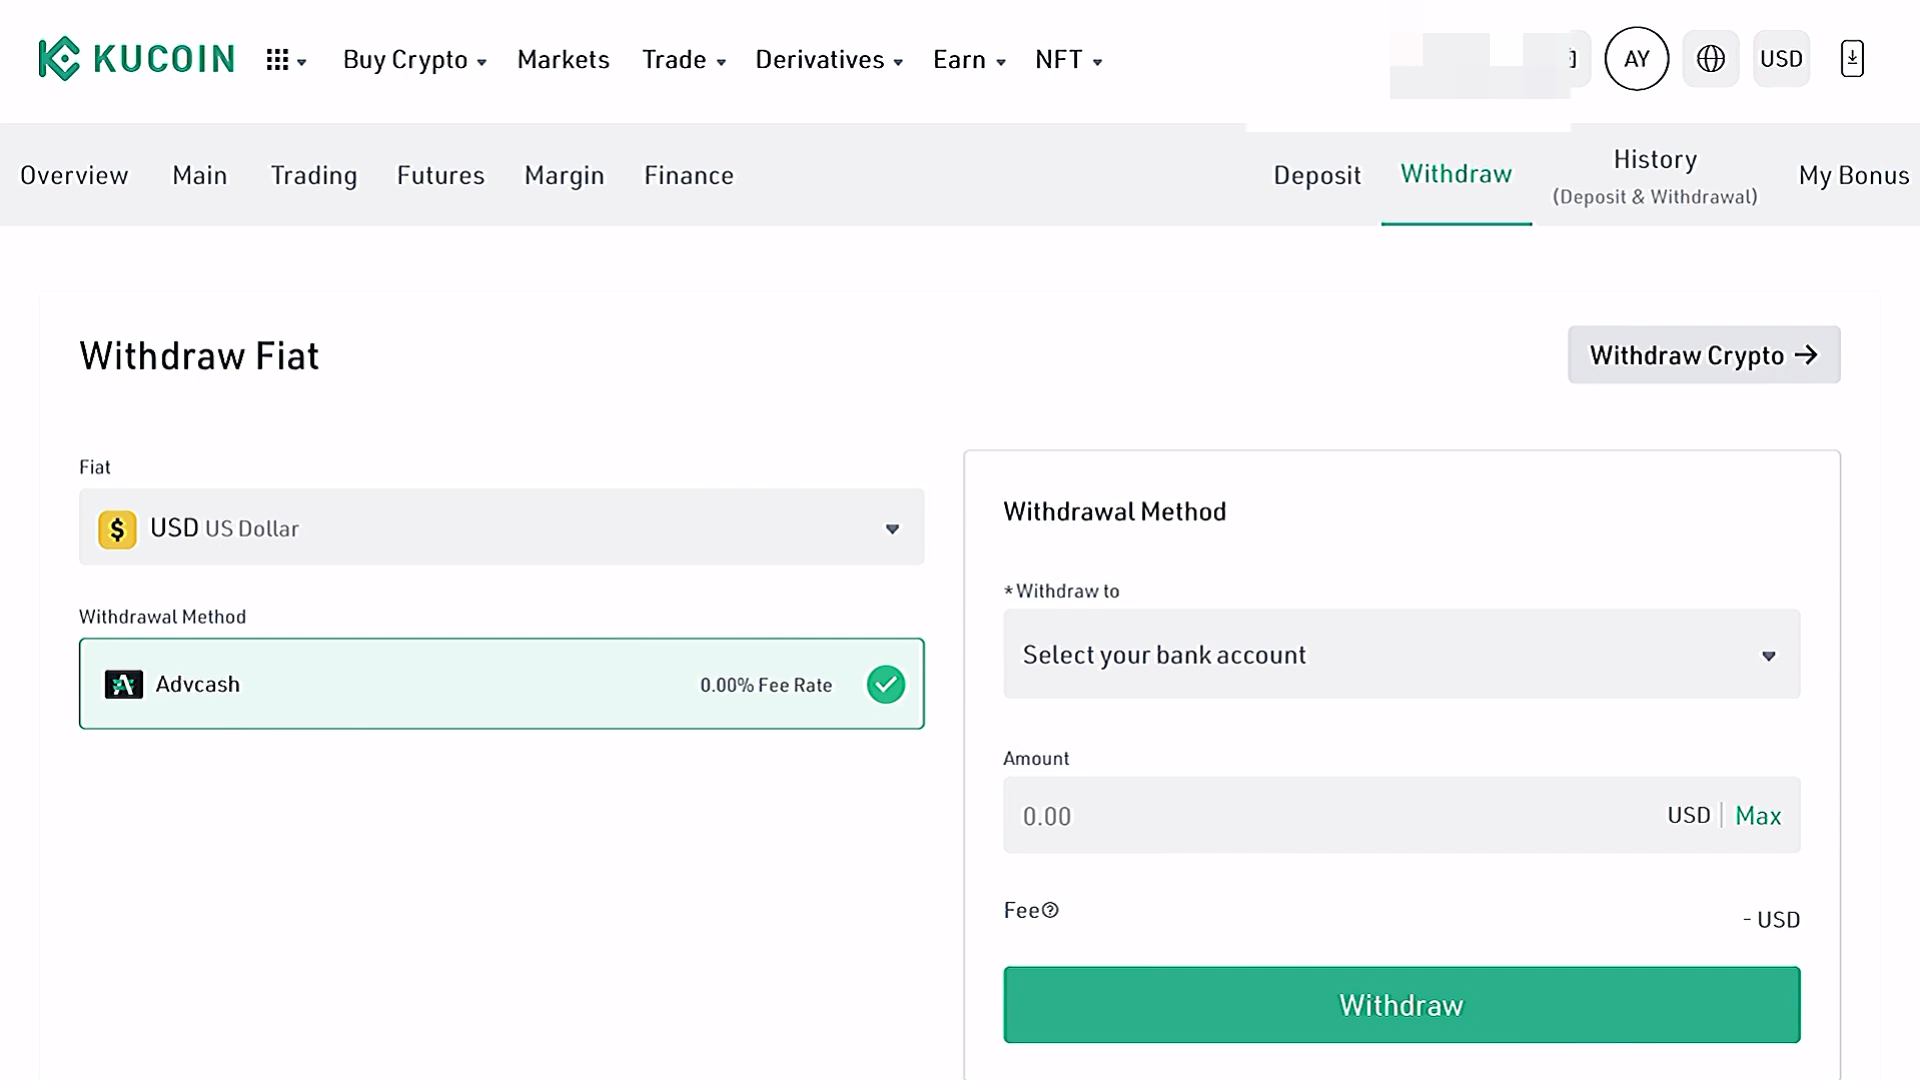 KUCOIN Buy Crypto Markets Trade Derivatives Earn NFT AY USD
Overview Main Trading Futures Margin Finance Deposit Withdraw History My Bonus
(Deposit & Withdrawal)
Withdraw Fiat Withdraw Crypto →
Fiat
$ USD US Dollar
Withdrawal Method
Advcash 0.00% Fee Rate
Withdrawal Method
* Withdraw to
Select your bank account
Amount
0.00 USD | Max
Fee?
- USD
Withdraw